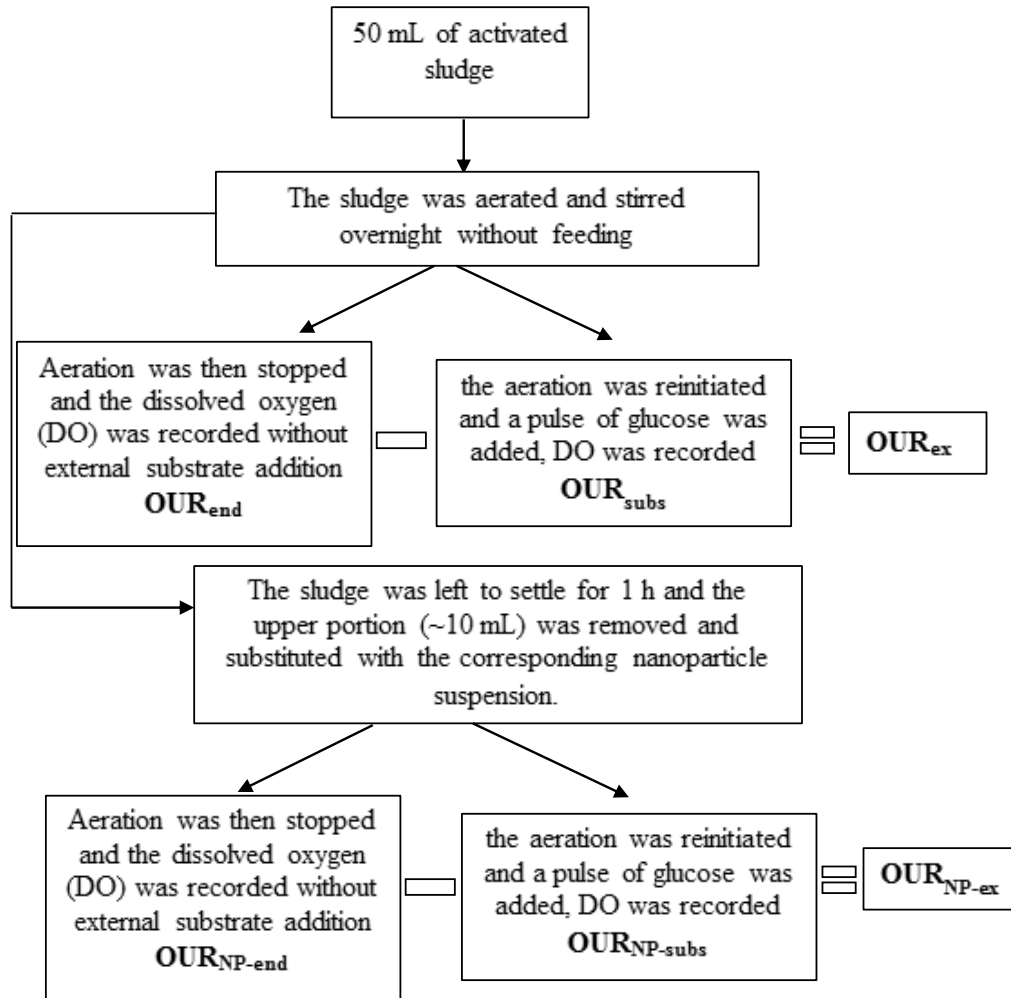 50 mL of activated
sludge
The sludge was aerated and stirred
overnight without feeding
Aeration was then stopped
and the dissolved oxygen
(DO) was recorded without
external substrate addition
OURend
the aeration was reinitiated
and a pulse of glucose was
added, DO was recorded
OURsubs
OURex
The sludge was left to settle for 1 h and the
upper portion (~10 mL) was removed and
substituted with the corresponding nanoparticle
suspension.
Aeration was then stopped
and the dissolved oxygen
(DO) was recorded without
external substrate addition
OURNP-end
the aeration was reinitiated
and a pulse of glucose was
added, DO was recorded
OURNP-subs
OURNP-ex